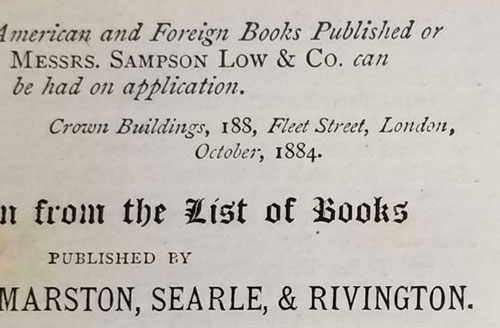 American and Foreign Books Published or
MESSRS. SAMPSON LOW & CO. can
be had on application.
Crown Buildings, 188, Fleet Street, London,
October, 1884.
n from the List of Books
PUBLISHED BY
MARSTON, SEARLE, & RIVINGTON.